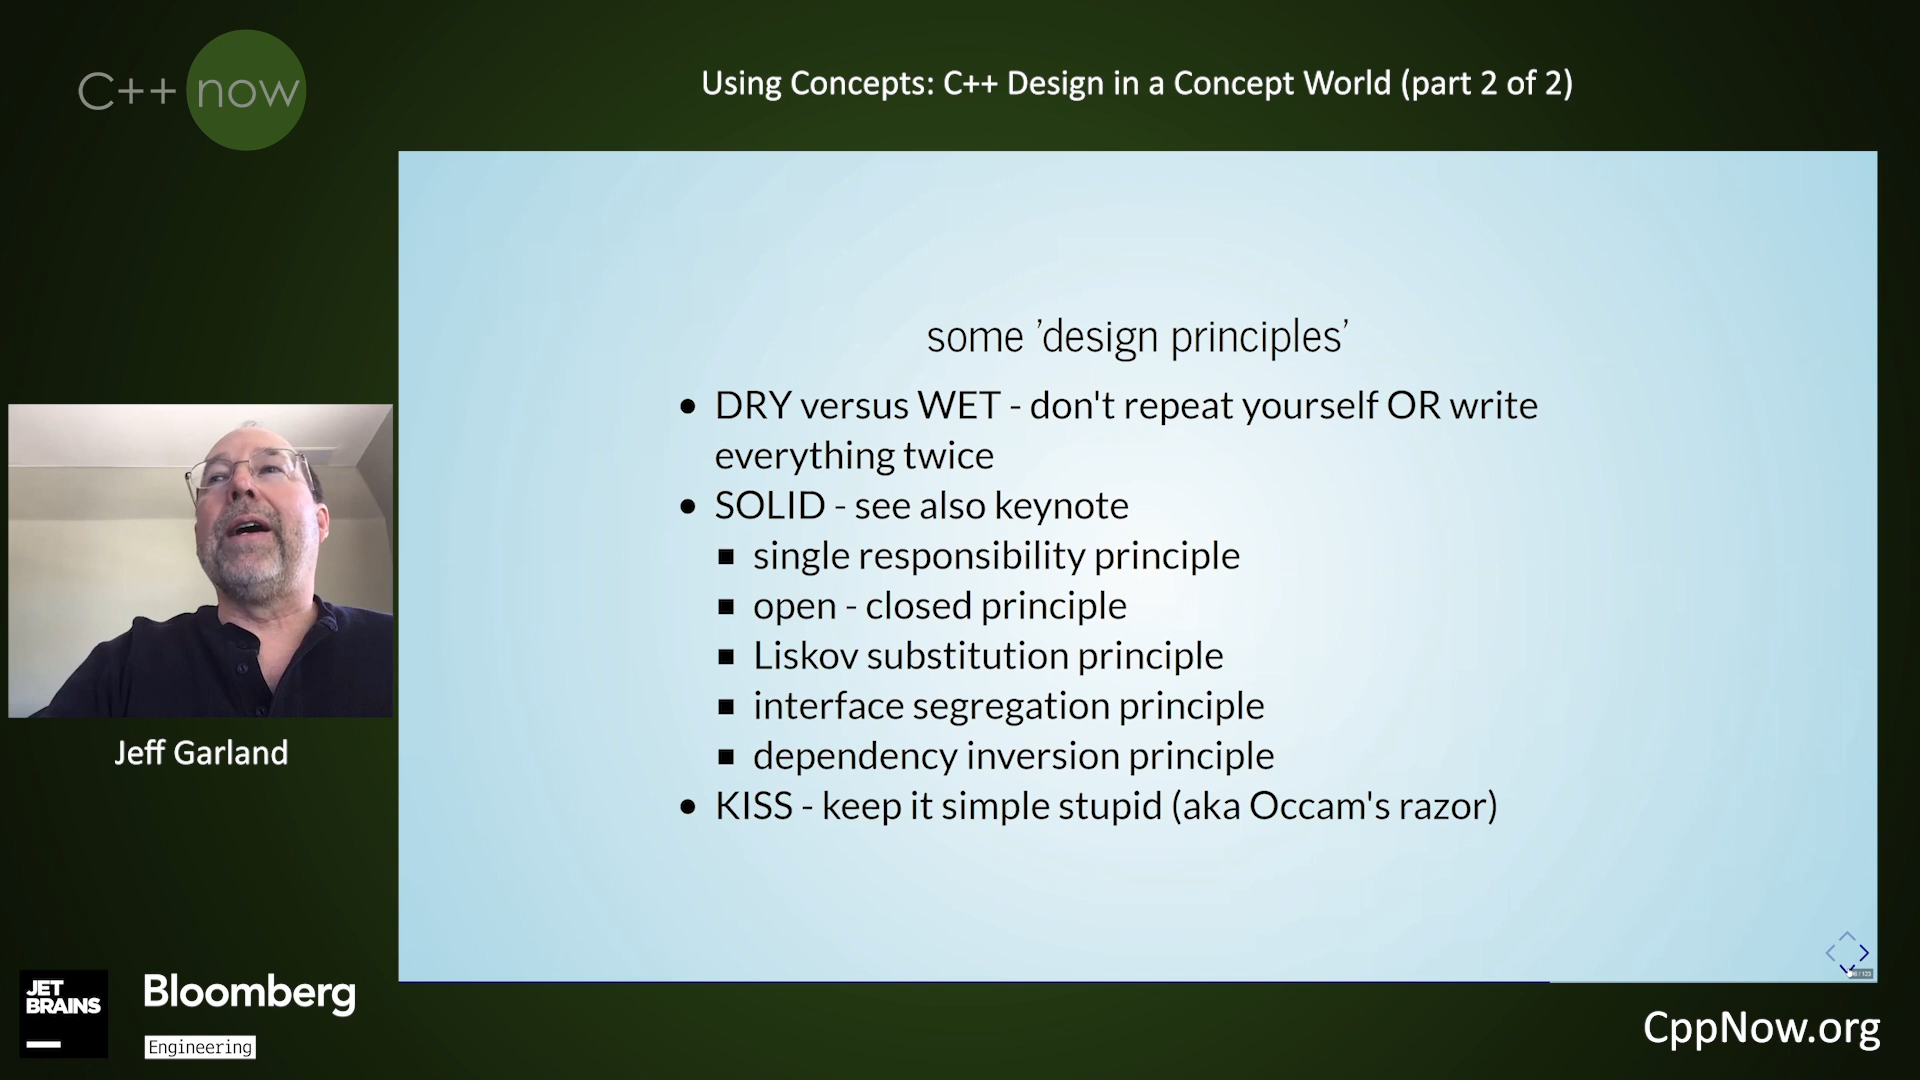 C++ now
Using Concepts: C++ Design in a Concept World (part 2 of 2)
some 'design principles'
• DRY versus WET - don't repeat yourself OR write
everything twice
• SOLID - see also keynote
▪ single responsibility principle
▪ open - closed principle
▪ Liskov substitution principle
▪ interface segregation principle
▪ dependency inversion principle
• KISS - keep it simple stupid (aka Occam's razor)
Jeff Garland
JET
BRAINS
Bloomberg
Engineering
CppNow.org